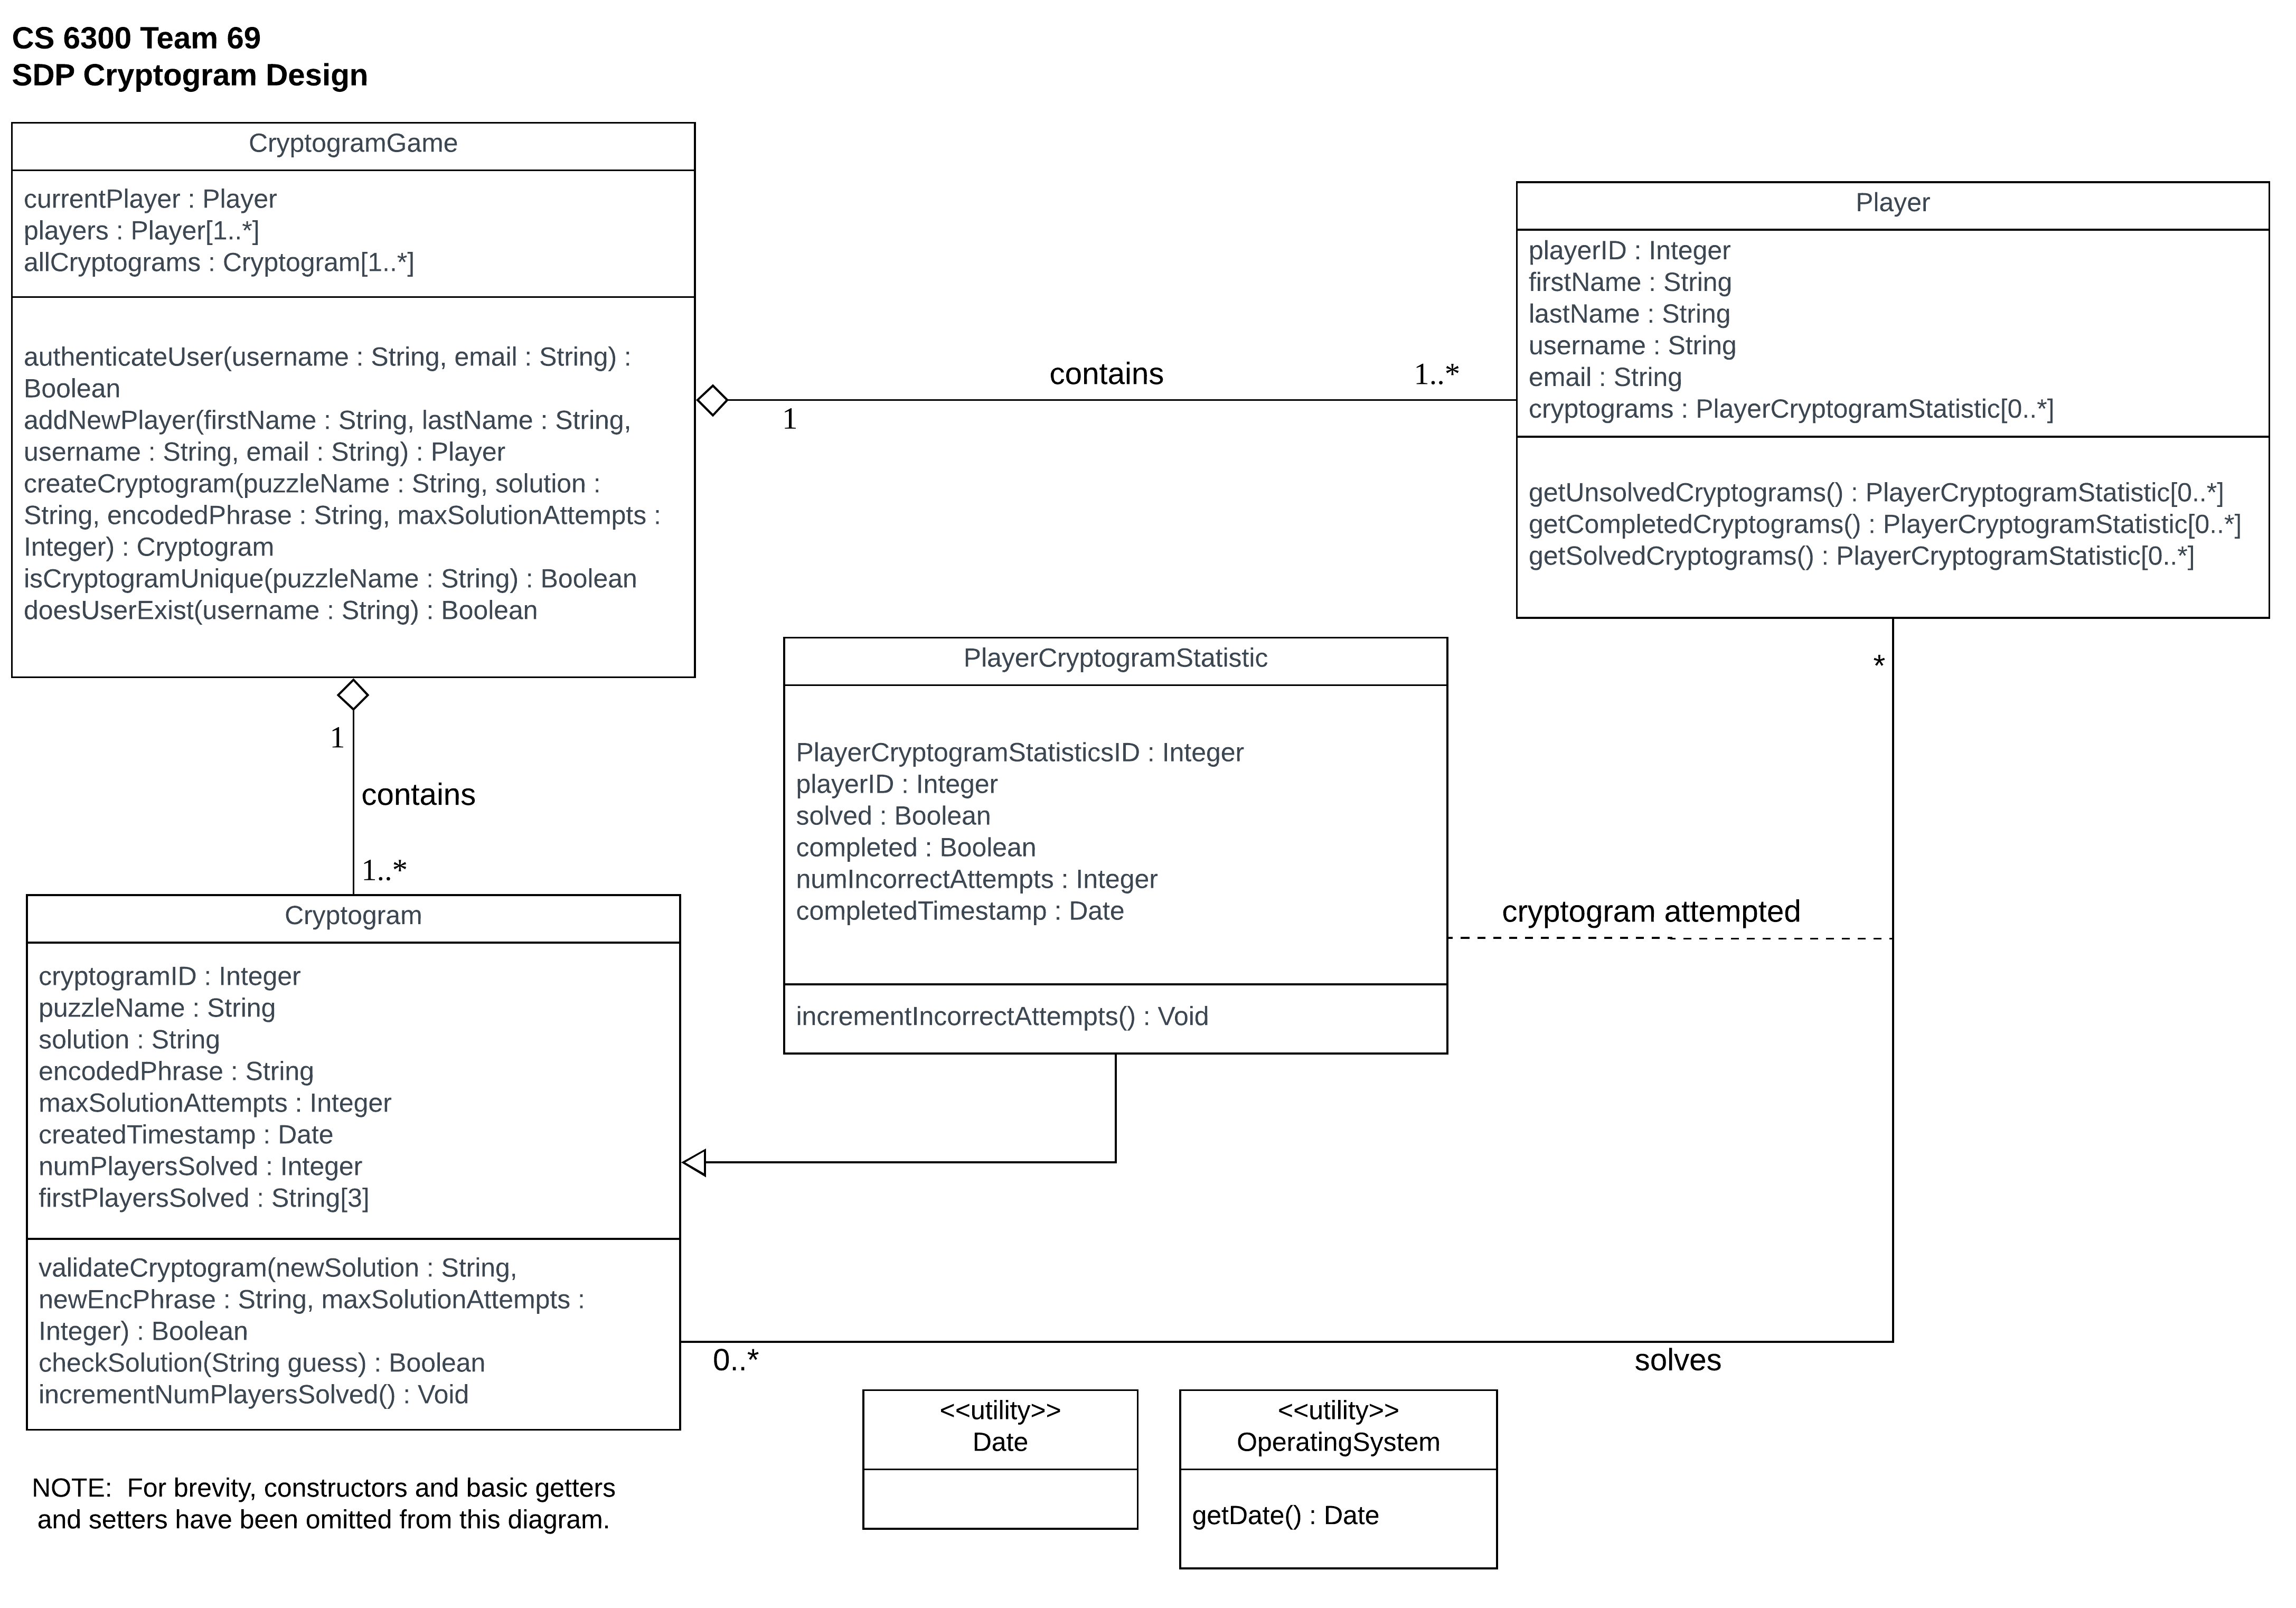 CS 6300 Team 69
SDP Cryptogram Design
CryptogramGame
currentPlayer : Player
players : Player[1..*]
allCryptograms : Cryptogram[1..*]
authenticateUser(username : String, email : String) :
Boolean
addNewPlayer(firstName : String, lastName : String,
username : String, email : String) : Player
createCryptogram(puzzleName : String, solution :
String, encodedPhrase : String, maxSolutionAttempts :
Integer) : Cryptogram
isCryptogramUnique(puzzleName : String) : Boolean
doesUserExist(username : String) : Boolean
contains
1..*
1
Player
playerID : Integer
firstName : String
lastName : String
username : String
email : String
cryptograms : PlayerCryptogramStatistic[0..*]
getUnsolvedCryptograms() : PlayerCryptogramStatistic[0..*]
getCompletedCryptograms() : PlayerCryptogramStatistic[0..*]
getSolvedCryptograms() : PlayerCryptogramStatistic[0..*]
*
1
contains
1..*
PlayerCryptogramStatistic
PlayerCryptogramStatisticsID : Integer
playerID : Integer
solved : Boolean
completed : Boolean
numIncorrectAttempts : Integer
completedTimestamp : Date
incrementIncorrectAttempts() : Void
cryptogram attempted
Cryptogram
cryptogramID : Integer
puzzleName : String
solution : String
encodedPhrase : String
maxSolutionAttempts : Integer
createdTimestamp : Date
numPlayersSolved : Integer
firstPlayersSolved : String[3]
validateCryptogram(newSolution : String,
newEncPhrase : String, maxSolutionAttempts :
Integer) : Boolean
checkSolution(String guess) : Boolean
incrementNumPlayersSolved() : Void
0..*
solves
<<utility>>
Date
<<utility>>
OperatingSystem
getDate() : Date
NOTE:  For brevity, constructors and basic getters
and setters have been omitted from this diagram.